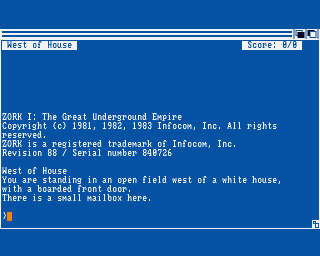 West of House Score: 0/0
ZORK I: The Great Underground Empire
Copyright (c) 1981, 1982, 1983 Infocom, Inc. All rights
reserved.
ZORK is a registered trademark of Infocom, Inc.
Revision 88 / Serial number 840726
West of House
You are standing in an open field west of a white house,
with a boarded front door.
There is a small mailbox here.
>